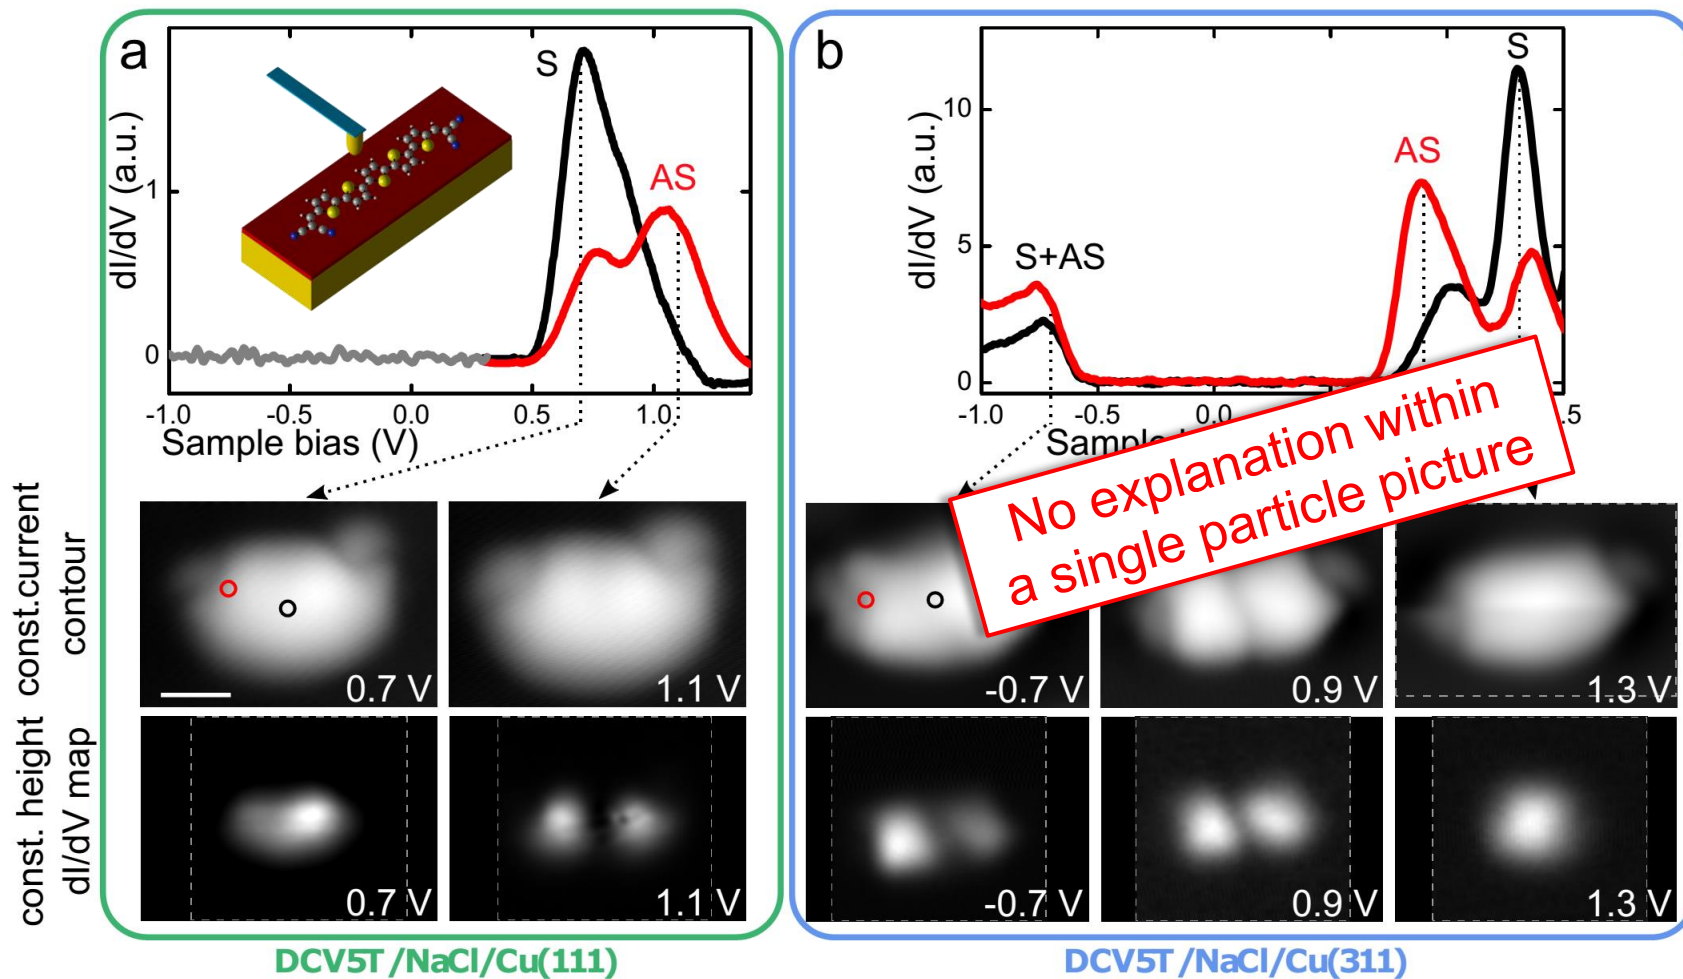 a
S
AS
dI/dV (a.u.)
1
0
-1.0 -0.5 0.0 0.5 1.0
Sample bias (V)
b
S
AS
S+AS
dI/dV (a.u.)
10
5
0
-1.0 -0.5 0.0
Sample
No explanation within
a single particle picture
const.current
contour
0.7 V
1.1 V
-0.7 V
0.9 V
1.3 V
const. height
dI/dV map
0.7 V
1.1 V
-0.7 V
0.9 V
1.3 V
DCV5T/NaCl/Cu(111)
DCV5T/NaCl/Cu(311)